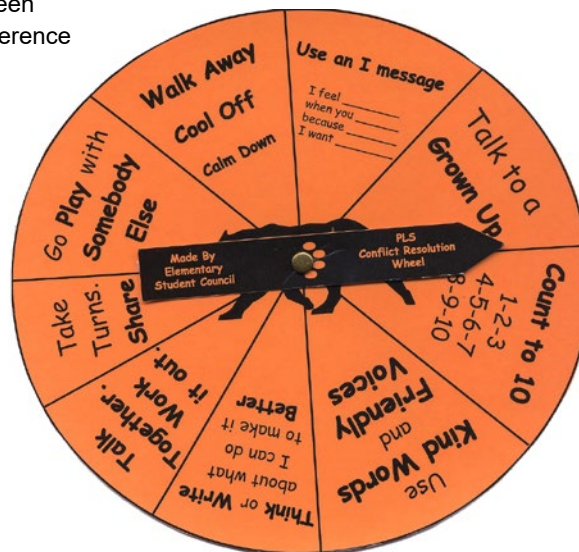 een
erence
Walk Away
Cool Off
Calm Down
Use an I message
I feel
when you
because
I want
Talk to a
Grown Up
Count to 10
1-2-3
4-5-6-7
8-9-10
Use
Kind Words
and
Friendly
Voices
Think or Write
about what
I can do
to make it
Better
Talk
Together.
Work
it out.
Take
Turns.
Share
Go Play with
Somebody
Else
Made By
Elementary
Student Council
PLS
Conflict Resolution
Wheel